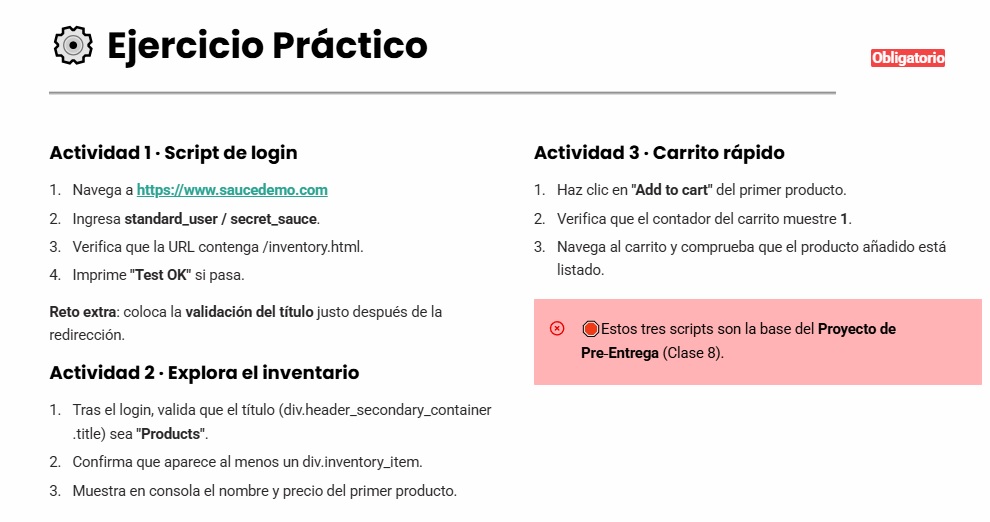 Ejercicio Práctico
Obligatorio
Actividad 1 · Script de login
1. Navega a https://www.saucedemo.com
2. Ingresa standard_user / secret_sauce.
3. Verifica que la URL contenga /inventory.html.
4. Imprime "Test OK" si pasa.
Reto extra: coloca la validación del título justo después de la
redirección.
Actividad 2 · Explora el inventario
1. Tras el login, valida que el título (div.header_secondary_container
.title) sea "Products".
2. Confirma que aparece al menos un div.inventory_item.
3. Muestra en consola el nombre y precio del primer producto.
Actividad 3 · Carrito rápido
1. Haz clic en "Add to cart" del primer producto.
2. Verifica que el contador del carrito muestre 1.
3. Navega al carrito y comprueba que el producto añadido está
listado.
Estos tres scripts son la base del Proyecto de
Pre-Entrega (Clase 8).